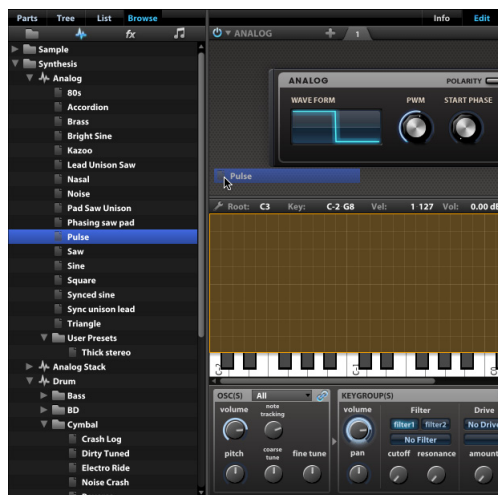 Parts Tree List Browse Info Edit
fx
ANALOG + 1
Sample
Synthesis
Analog
80s
Accordion
Brass
Bright Sine
Kazoo
Lead Unison Saw
Nasal
Noise
Pad Saw Unison
Phasing saw pad
Pulse
Saw
Sine
Square
Synced sine
Sync unison lead
Triangle
User Presets
Thick stereo
Analog Stack
Drum
Bass
BD
Cymbal
Crash Log
Dirty Tuned
Electro Ride
Noise Crash
ANALOG POLARITY
WAVE FORM PWM START PHASE
Pulse
Root: C3 Key: C-2 G8 Vel: 1 127 Vol: 0.00 dB
OSC(S) All
volume note tracking
pitch coarse tune fine tune
KEYGROUP(S)
volume Filter Drive
filter1 filter2 No Drive
No Filter
pan cutoff resonance amount